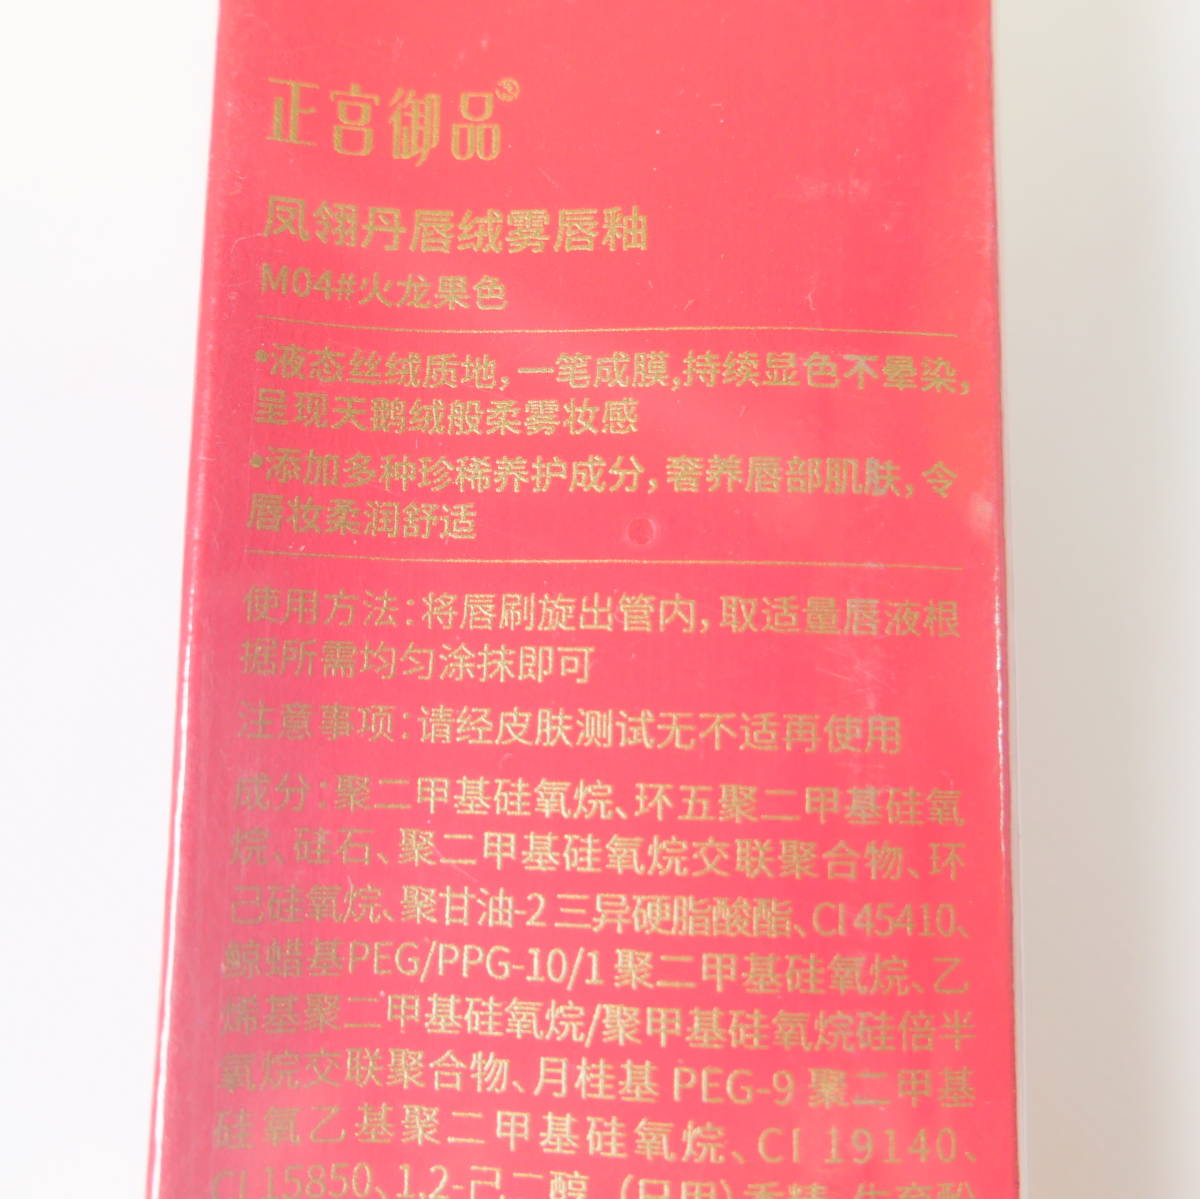 正宫御品®
凤翎丹唇绒雾唇釉
M04#火龙果色
•液态丝绒质地，一笔成膜，持续显色不晕染，
呈现天鹅绒般柔雾妆感
•添加多种珍稀养护成分，奢养唇部肌肤，令
唇妆柔润舒适
使用方法：将唇刷旋出管内，取适量唇液根
据所需均匀涂抹即可
注意事项：请经皮肤测试无不适再使用
成分：聚二甲基硅氧烷、环五聚二甲基硅氧
烷、硅石、聚二甲基硅氧烷交联聚合物、环
己硅氧烷、聚甘油-2 三异硬脂酸酯、CI 45410、
鲸蜡基PEG/PPG-10/1 聚二甲基硅氧烷、乙
烯基聚二甲基硅氧烷/聚甲基硅氧烷硅倍半
氧烷交联聚合物、月桂基 PEG-9 聚二甲基
硅氧乙基聚二甲基硅氧烷、CI 19140、
CI 15850、1,2-己二醇、（日用）香精、生育酚